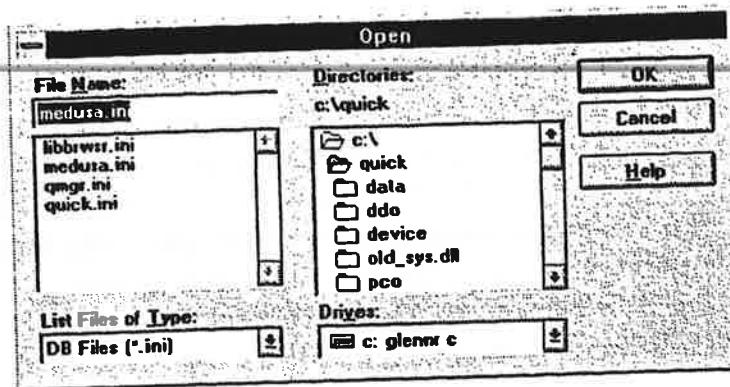 Open
File Name:
medusa.ini
libbrwsr.ini
medusa.ini
qmgr.ini
quick.ini
List Files of Type:
DB Files (*.ini)
Directories:
c:\quick
c:\
quick
data
ddo
device
old_sys.dll
pco
Drives:
c: glennr c
OK
Cancel
Help